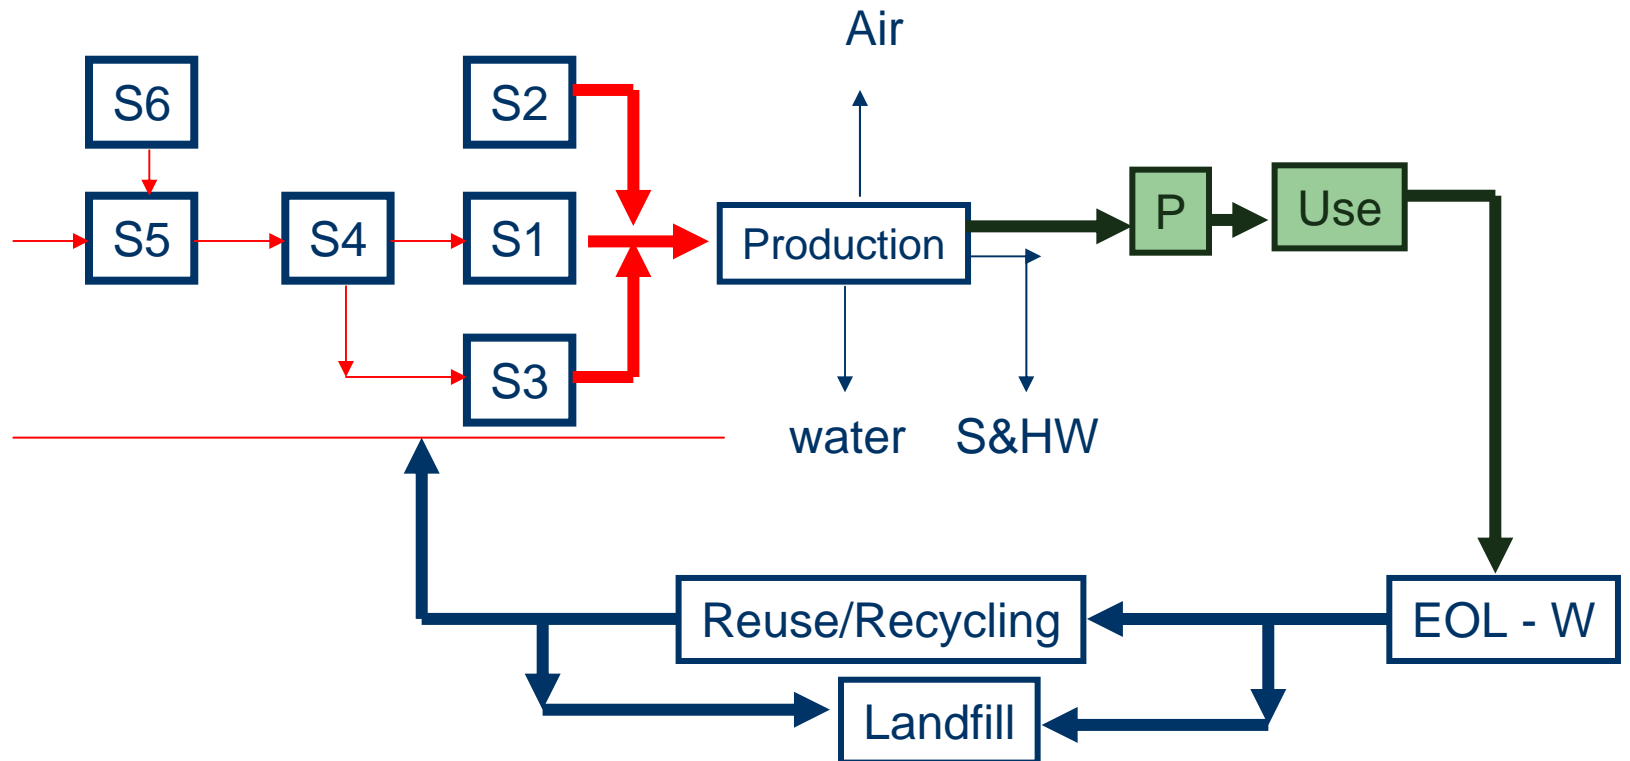 Air
S6
S2
S5
S4
S1
Production
P
Use
S3
water
S&HW
Reuse/Recycling
EOL - W
Landfill